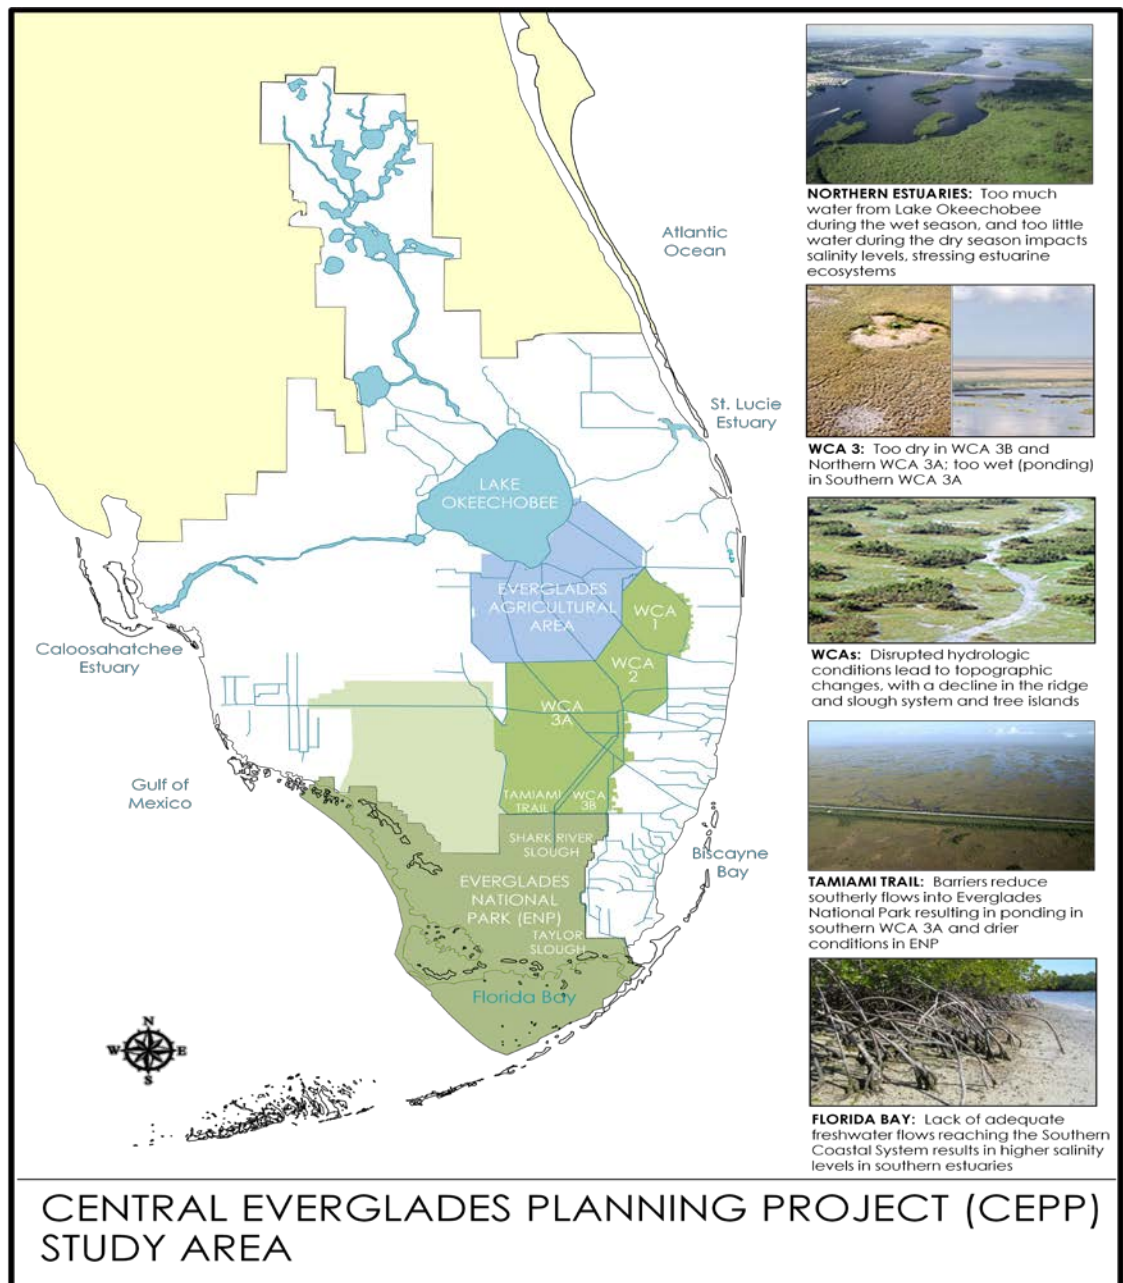 Atlantic
Ocean
St. Lucie
Estuary
LAKE
OKEECHOBEE
EVERGLADES
AGRICULTURAL
AREA
WCA
1
WCA
2
WCA
3A
Caloosahatchee
Estuary
Gulf of
Mexico
TAMIAMI
TRAIL
WCA
3B
SHARK RIVER
SLOUGH
Biscayne
Bay
EVERGLADES
NATIONAL
PARK (ENP)
TAYLOR
SLOUGH
Florida Bay
N
W
E
S
NORTHERN ESTUARIES: Too much
water from Lake Okeechobee
during the wet season, and too little
water during the dry season impacts
salinity levels, stressing estuarine
ecosystems
WCA 3: Too dry in WCA 3B and
Northern WCA 3A; too wet (ponding)
in Southern WCA 3A
WCAs: Disrupted hydrologic
conditions lead to topographic
changes, with a decline in the ridge
and slough system and tree islands
TAMIAMI TRAIL: Barriers reduce
southerly flows into Everglades
National Park resulting in ponding in
southern WCA 3A and drier
conditions in ENP
FLORIDA BAY: Lack of adequate
freshwater flows reaching the Southern
Coastal System results in higher salinity
levels in southern estuaries
CENTRAL EVERGLADES PLANNING PROJECT (CEPP)
STUDY AREA